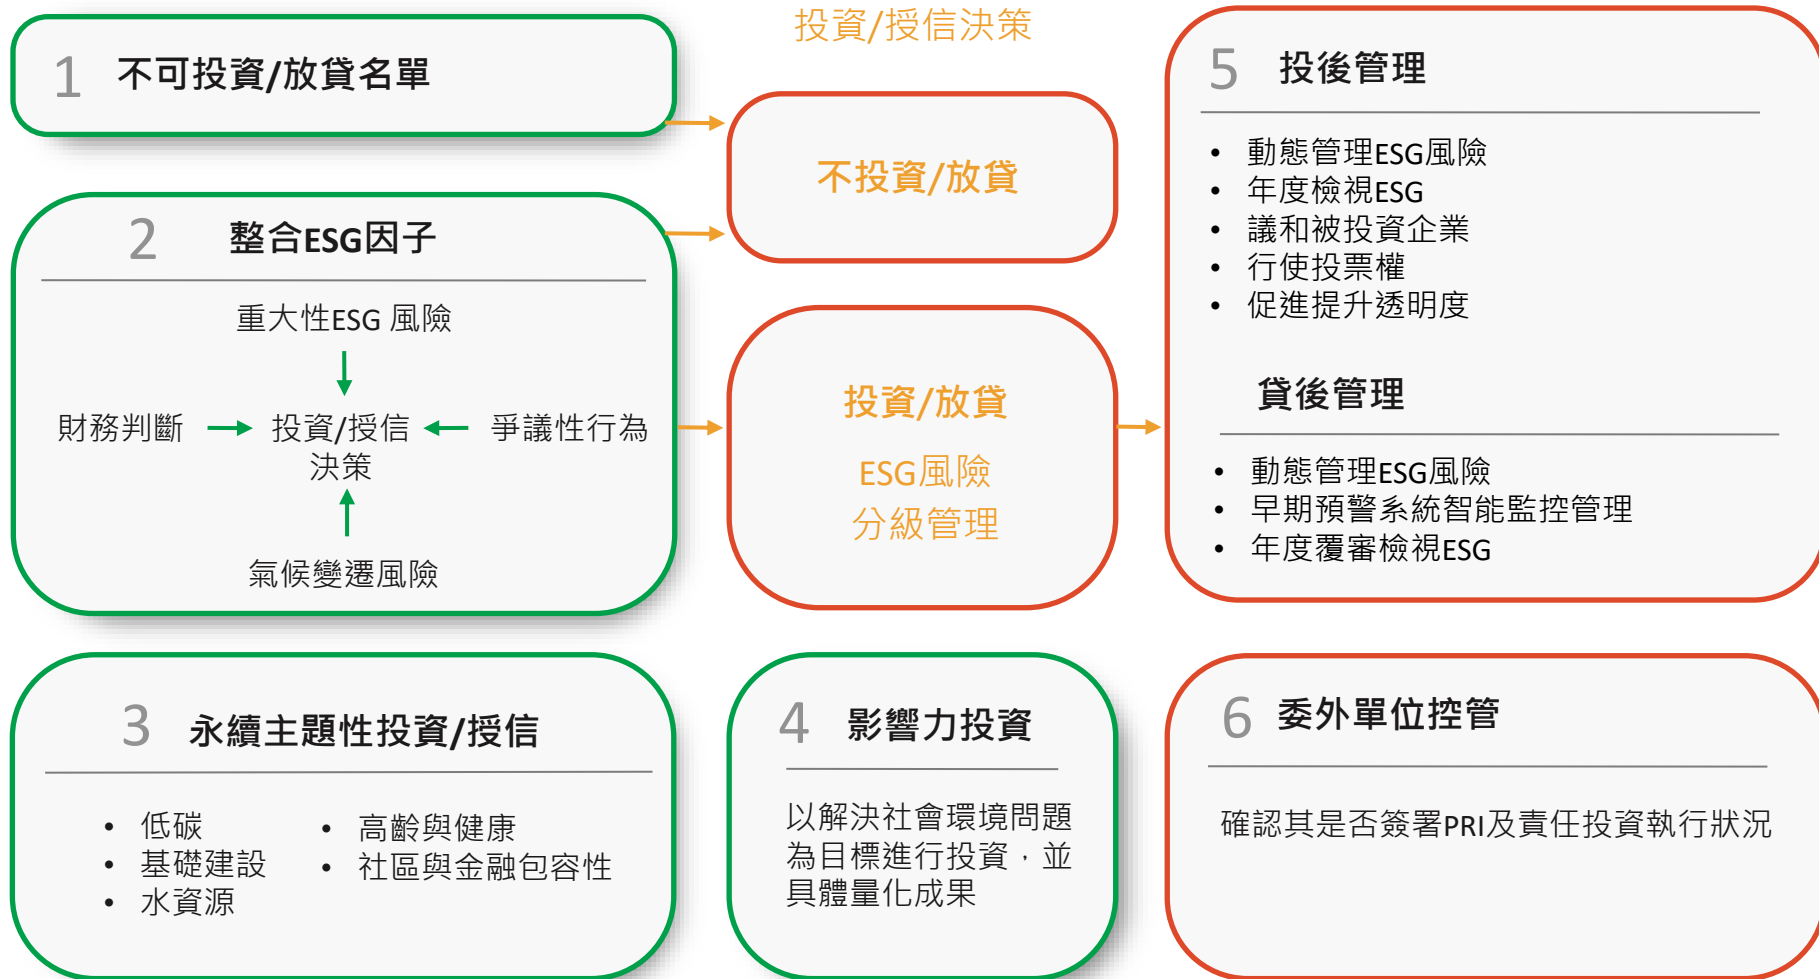 投資/授信決策
1 不可投資/放貸名單
不投資/放貸
2 整合ESG因子
重大性ESG 風險
財務判斷
投資/授信
決策
爭議性行為
氣候變遷風險
投資/放貸
ESG風險
分級管理
5 投後管理
• 動態管理ESG風險
• 年度檢視ESG
• 議和被投資企業
• 行使投票權
• 促進提升透明度
貸後管理
• 動態管理ESG風險
• 早期預警系統智能監控管理
• 年度覆審檢視ESG
3 永續主題性投資/授信
• 低碳
• 基礎建設
• 水資源
• 高齡與健康
• 社區與金融包容性
4 影響力投資
以解決社會環境問題
為目標進行投資，並
具體量化成果
6 委外單位控管
確認其是否簽署PRI及責任投資執行狀況